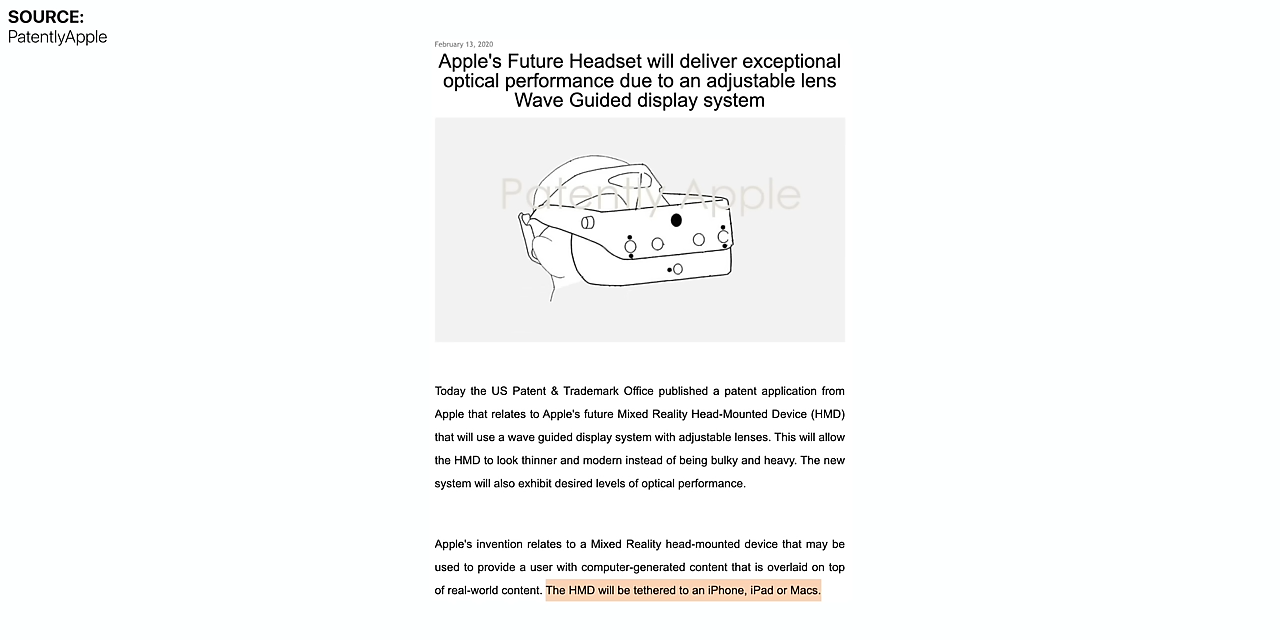 SOURCE:
PatentlyApple
February 13, 2020
Apple's Future Headset will deliver exceptional
optical performance due to an adjustable lens
Wave Guided display system
Patently Apple
Today the US Patent & Trademark Office published a patent application from
Apple that relates to Apple's future Mixed Reality Head-Mounted Device (HMD)
that will use a wave guided display system with adjustable lenses. This will allow
the HMD to look thinner and modern instead of being bulky and heavy. The new
system will also exhibit desired levels of optical performance.
Apple's invention relates to a Mixed Reality head-mounted device that may be
used to provide a user with computer-generated content that is overlaid on top
of real-world content. The HMD will be tethered to an iPhone, iPad or Macs.